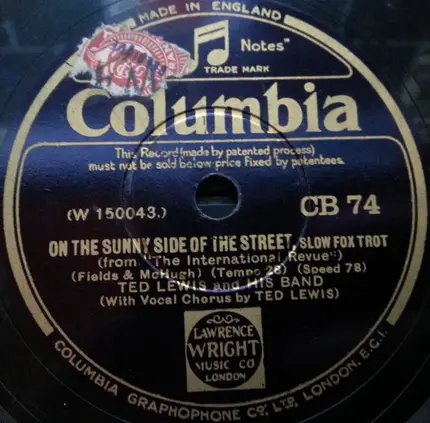 MADE IN ENGLAND
Notes"
TRADE MARK
Columbia
This Record (made by patented process)
must not be sold below price fixed by patentees.
(W 150043.)
CB 74
ON THE SUNNY SIDE OF THE STREET, SLOW FOX TROT
(from "The International Revue")
(Fields & McHugh) (Tempo 26) (Speed 78)
TED LEWIS and HIS BAND
(With Vocal Chorus by TED LEWIS)
LAWRENCE
WRIGHT
MUSIC CO
LONDON
COLUMBIA GRAPHOPHONE CO. LTD, LONDON, E.C.1.